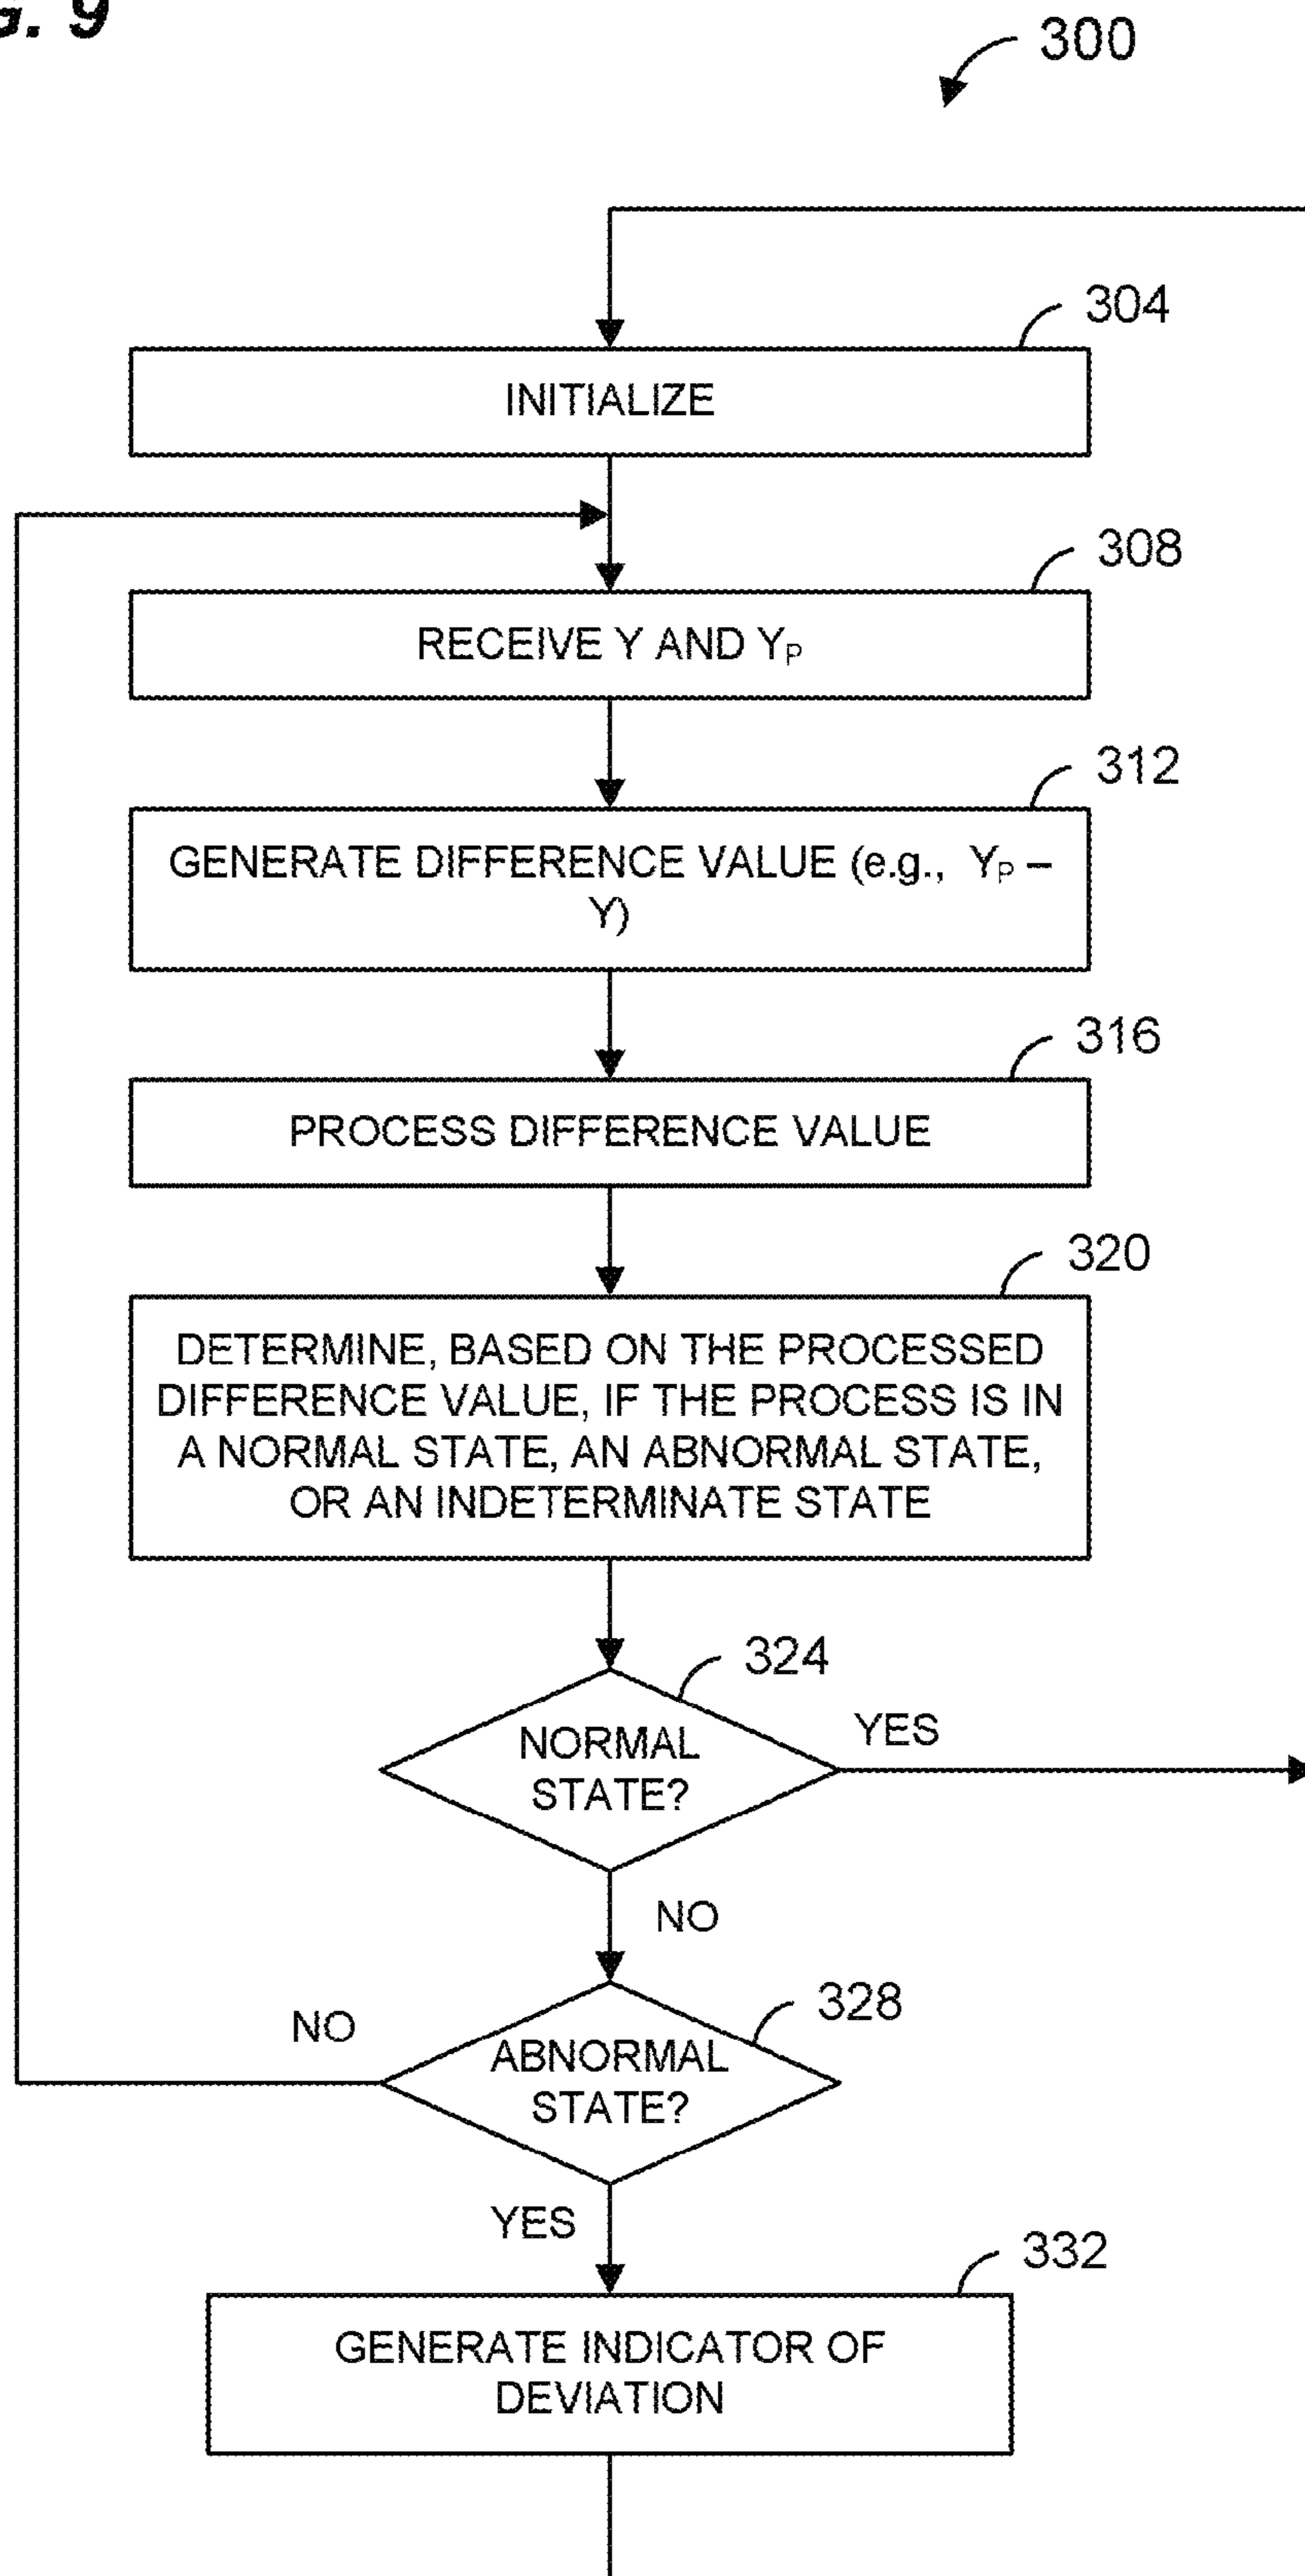 G. 9
300
304
INITIALIZE
308
RECEIVE Y AND Yₚ
312
GENERATE DIFFERENCE VALUE (e.g., Yₚ –
Y)
316
PROCESS DIFFERENCE VALUE
320
DETERMINE, BASED ON THE PROCESSED
DIFFERENCE VALUE, IF THE PROCESS IS IN
A NORMAL STATE, AN ABNORMAL STATE,
OR AN INDETERMINATE STATE
324
NORMAL
STATE?
YES
NO
328
ABNORMAL
STATE?
NO
YES
332
GENERATE INDICATOR OF
DEVIATION